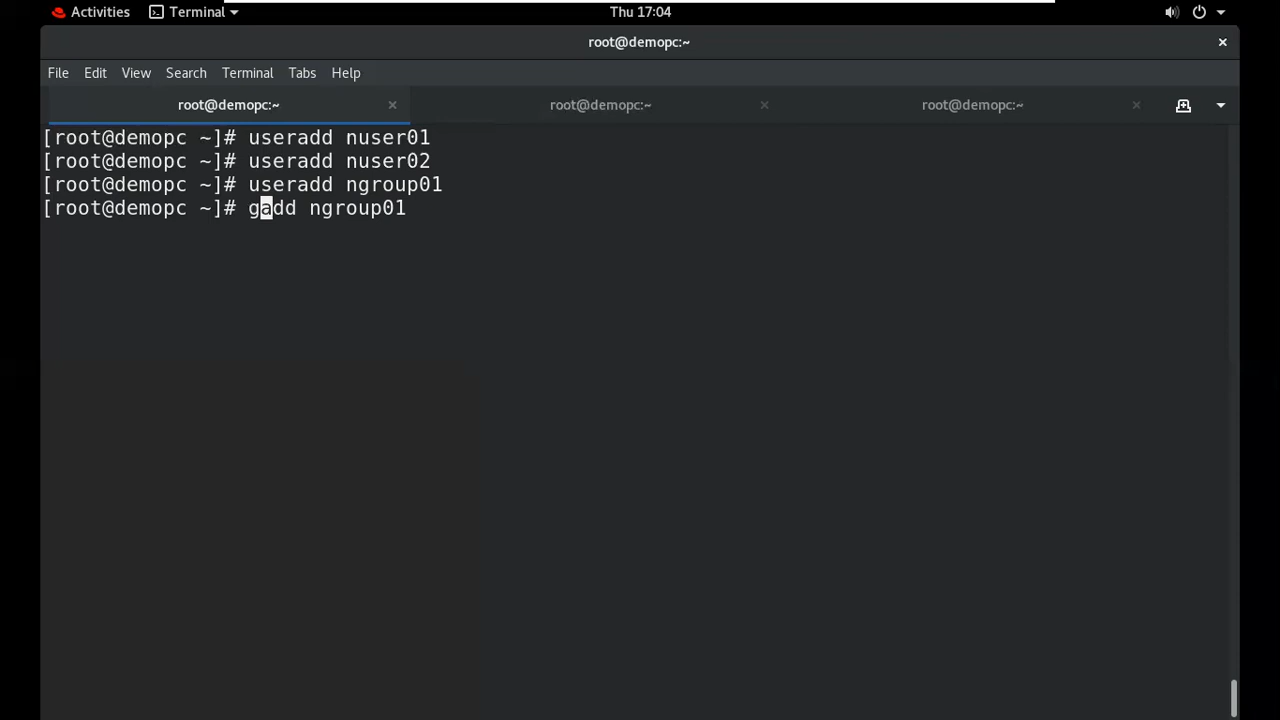 Activities Terminal Thu 17:04
root@demopc:~
File Edit View Search Terminal Tabs Help
root@demopc:~ root@demopc:~ root@demopc:~
[root@demopc ~]# useradd nuser01
[root@demopc ~]# useradd nuser02
[root@demopc ~]# useradd ngroup01
[root@demopc ~]# gadd ngroup01